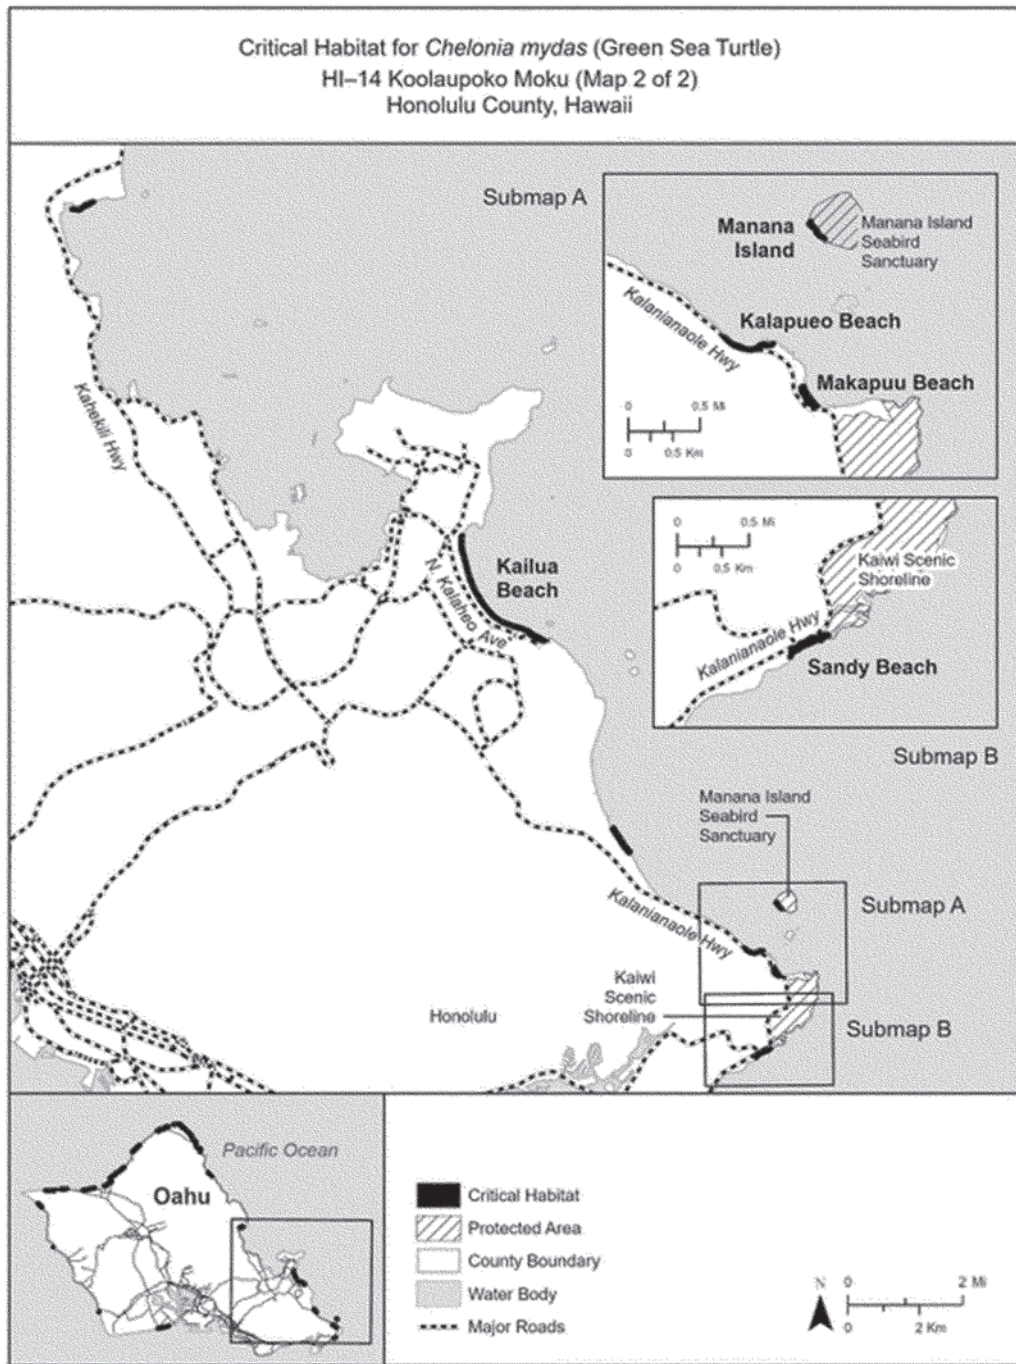 Critical Habitat for Chelonia mydas (Green Sea Turtle)
HI–14 Koolaupoko Moku (Map 2 of 2)
Honolulu County, Hawaii
Submap A
Manana
Island
Manana Island
Seabird
Sanctuary
Kalanianaole Hwy
Kalapueo Beach
Makapuu Beach
0 0.5 Mi
0 0.5 Km
Kahekili Hwy
Kailua
Beach
N. Kalaheo Ave
0 0.5 Mi
0 0.5 Km
Kaiwi Scenic
Shoreline
Kalanianaole Hwy
Sandy Beach
Submap B
Manana Island
Seabird
Sanctuary
Submap A
Kalanianaole Hwy
Kaiwi
Scenic
Shoreline
Honolulu
Submap B
Pacific Ocean
Oahu
Critical Habitat
Protected Area
County Boundary
Water Body
Major Roads
N
0 2 Mi
0 2 Km